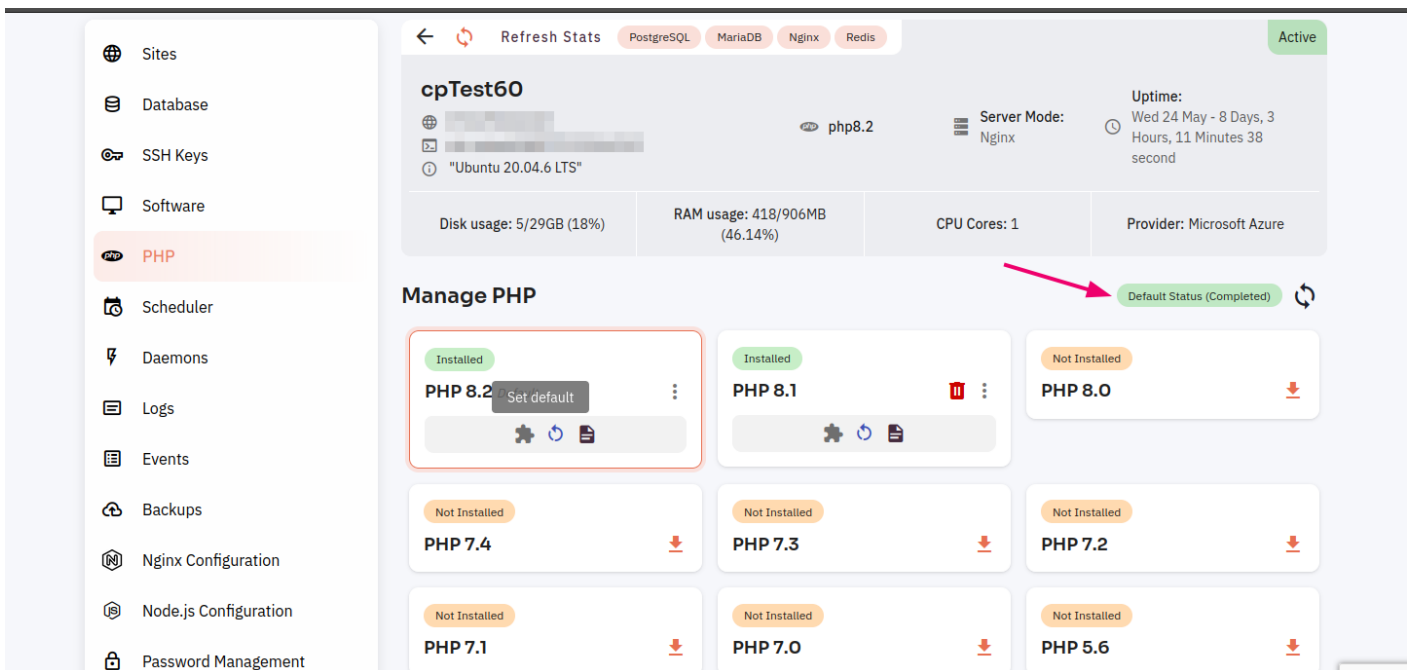 Sites
Database
SSH Keys
Software
php PHP
Scheduler
Daemons
Logs
Events
Backups
N Nginx Configuration
JS Node.js Configuration
Password Management
Refresh Stats PostgreSQL MariaDB Nginx Redis
Active
cpTest60
"Ubuntu 20.04.6 LTS"
php php8.2
Server Mode:
Nginx
Uptime:
Wed 24 May - 8 Days, 3
Hours, 11 Minutes 38
second
Disk usage: 5/29GB (18%)
RAM usage: 418/906MB
(46.14%)
CPU Cores: 1
Provider: Microsoft Azure
Manage PHP
Default Status (Completed)
Installed
PHP 8.2
Set default
Installed
PHP 8.1
Not Installed
PHP 8.0
Not Installed
PHP 7.4
Not Installed
PHP 7.3
Not Installed
PHP 7.2
Not Installed
PHP 7.1
Not Installed
PHP 7.0
Not Installed
PHP 5.6